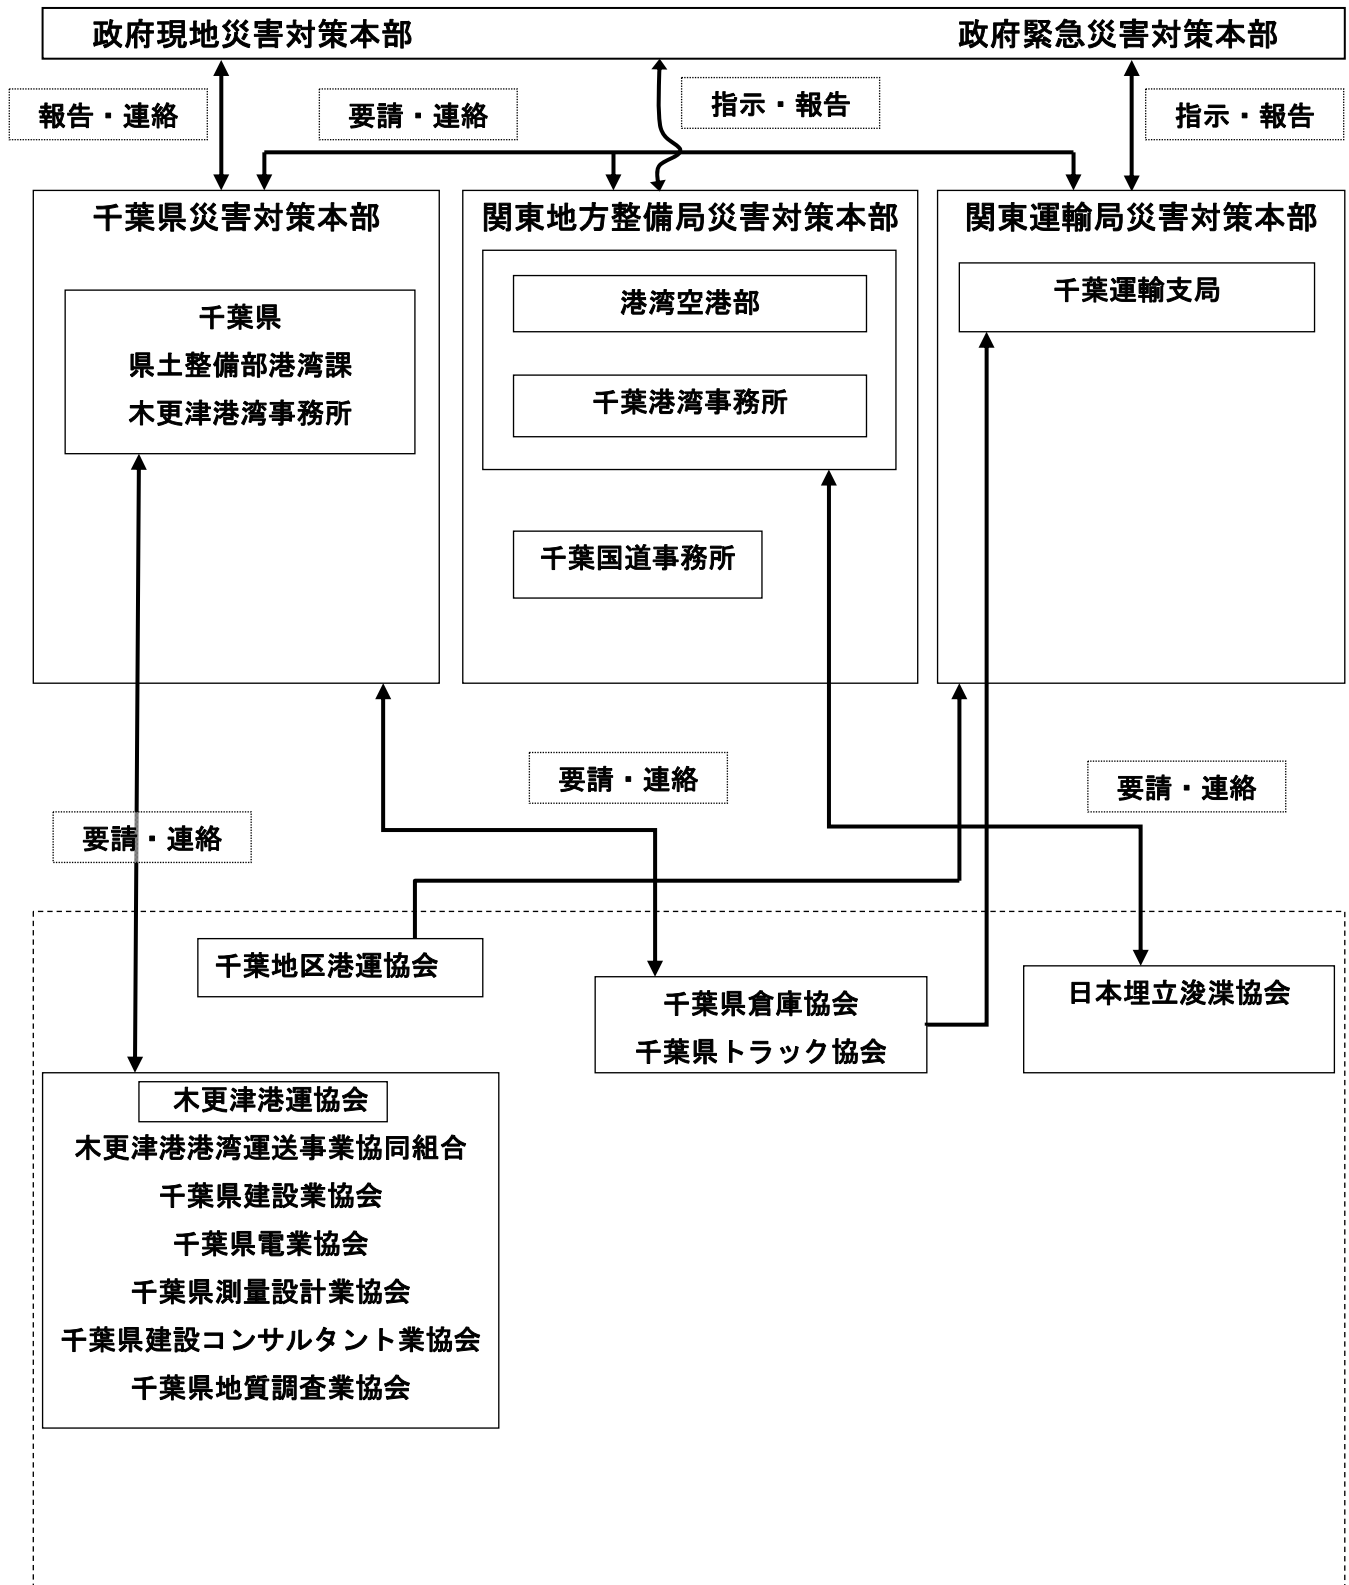 政府現地災害対策本部
政府緊急災害対策本部
報告・連絡
要請・連絡
指示・報告
指示・報告
千葉県災害対策本部
千葉県
県土整備部港湾課
木更津港湾事務所
関東地方整備局災害対策本部
港湾空港部
千葉港湾事務所
千葉国道事務所
関東運輸局災害対策本部
千葉運輸支局
要請・連絡
要請・連絡
要請・連絡
千葉地区港運協会
千葉県倉庫協会
千葉県トラック協会
日本埋立浚渫協会
木更津港運協会
木更津港港湾運送事業協同組合
千葉県建設業協会
千葉県電業協会
千葉県測量設計業協会
千葉県建設コンサルタント業協会
千葉県地質調査業協会